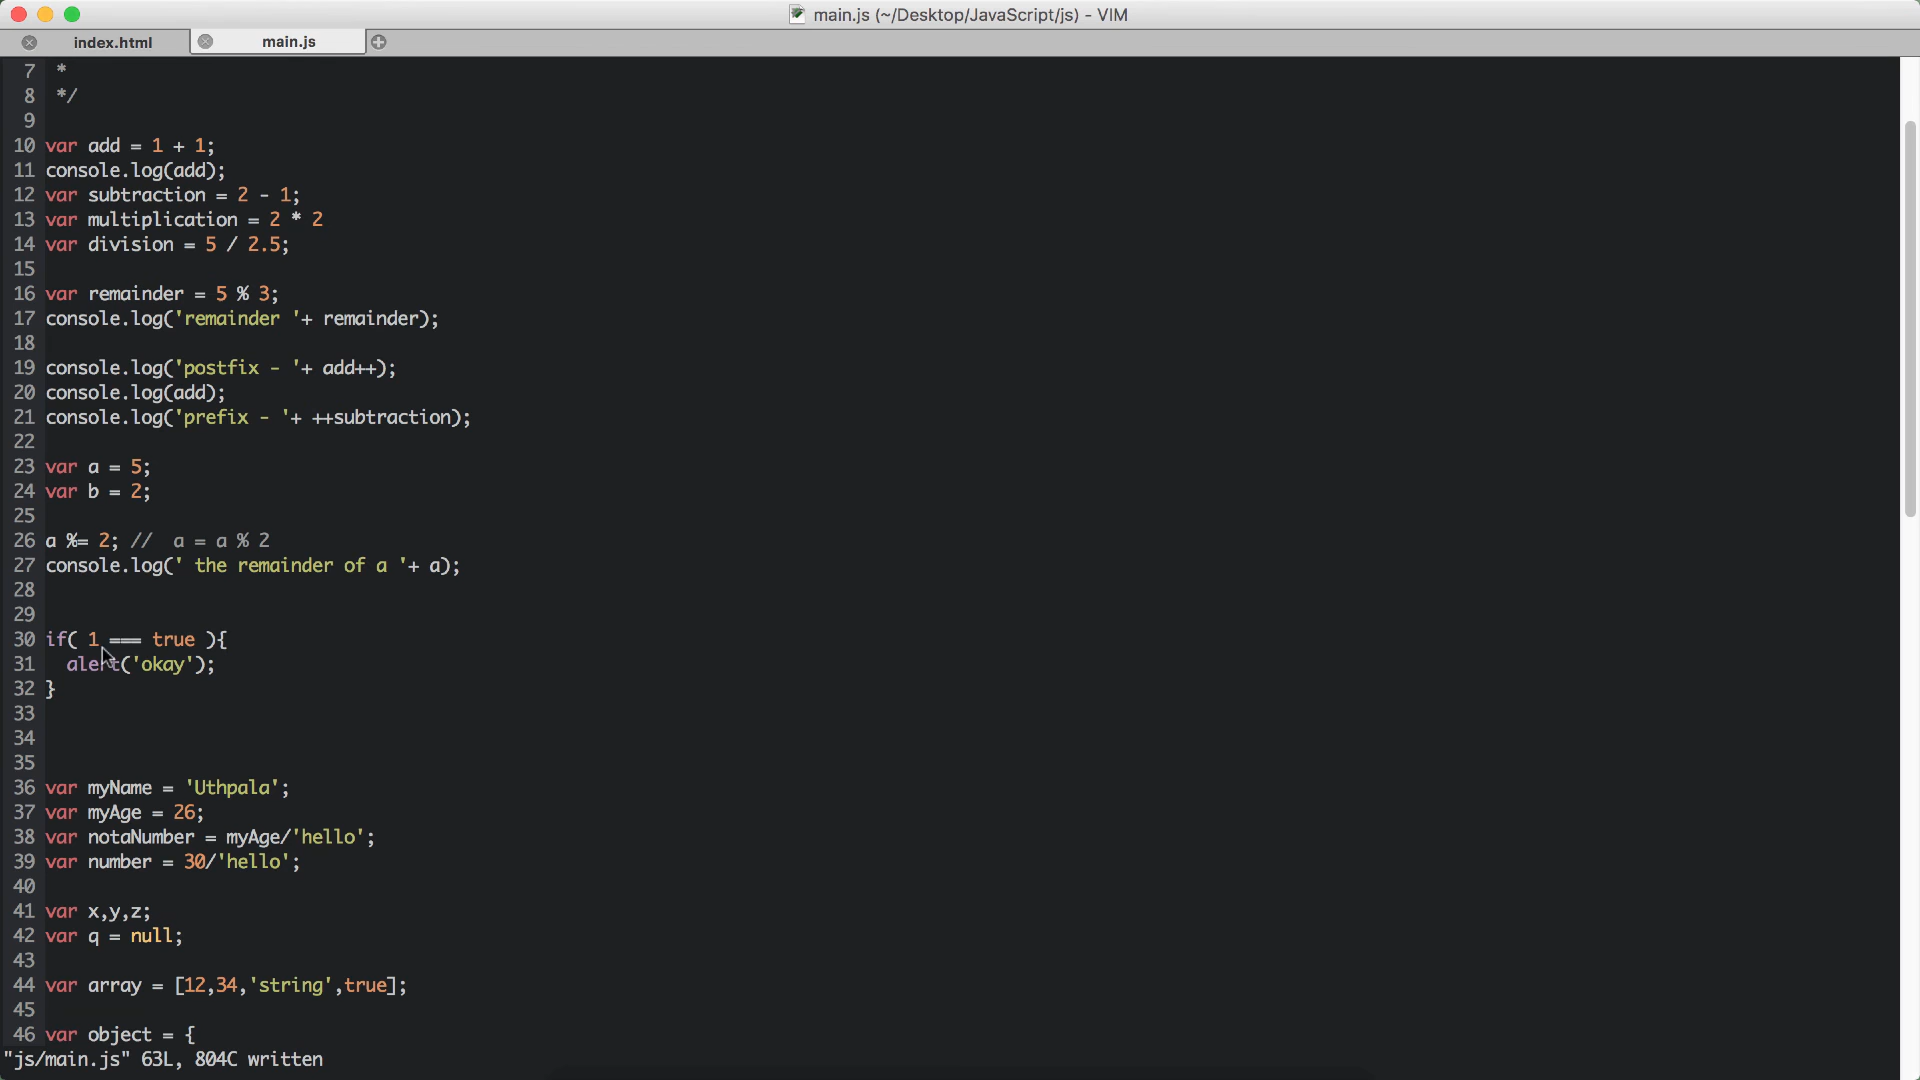 main.js (~/Desktop/JavaScript/js) - VIM
index.html main.js
7 *
8 */
9
10 var add = 1 + 1;
11 console.log(add);
12 var subtraction = 2 - 1;
13 var multiplication = 2 * 2
14 var division = 5 / 2.5;
15
16 var remainder = 5 % 3;
17 console.log('remainder '+ remainder);
18
19 console.log('postfix - '+ add++);
20 console.log(add);
21 console.log('prefix - '+ ++subtraction);
22
23 var a = 5;
24 var b = 2;
25
26 a %= 2; //  a = a % 2
27 console.log(' the remainder of a '+ a);
28
29
30 if( 1 === true ){
31   alert('okay');
32 }
33
34
35
36 var myName = 'Uthpala';
37 var myAge = 26;
38 var notaNumber = myAge/'hello';
39 var number = 30/'hello';
40
41 var x,y,z;
42 var q = null;
43
44 var array = [12,34,'string',true];
45
46 var object = {
"js/main.js" 63L, 804C written